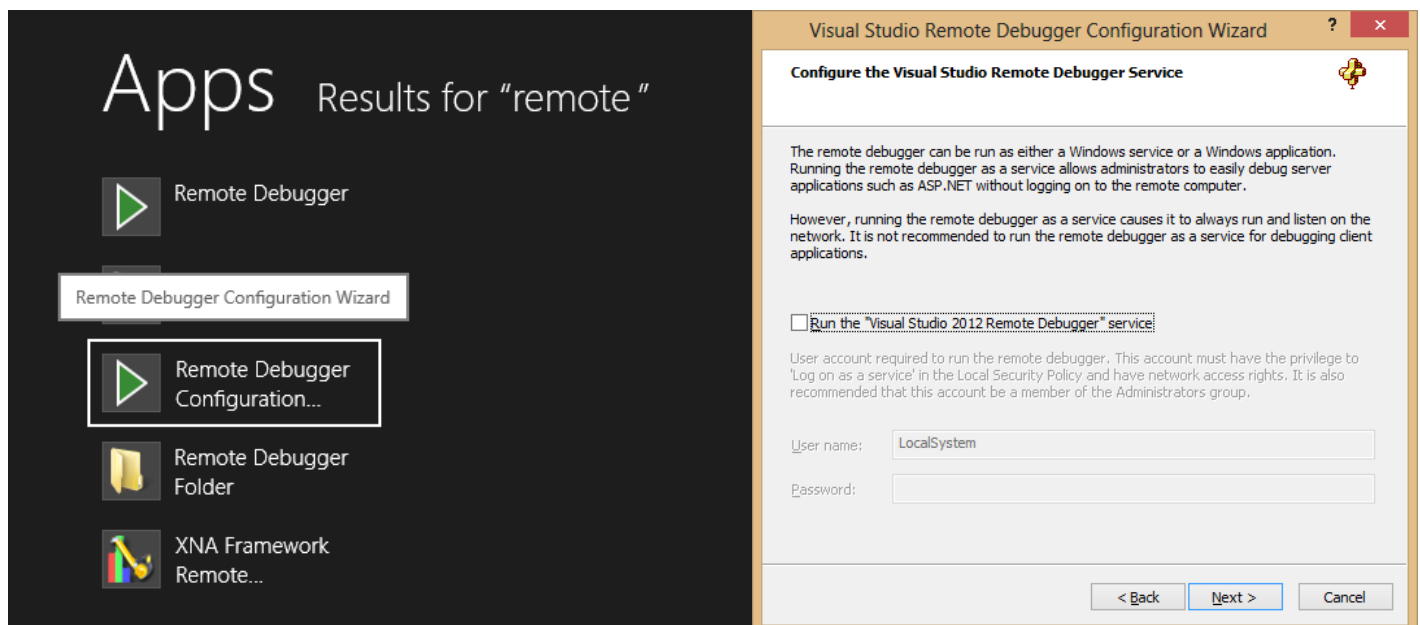 Apps Results for “remote”
Remote Debugger
Remote Debugger Configuration Wizard
Remote Debugger
Configuration...
Remote Debugger
Folder
XNA Framework
Remote...
Visual Studio Remote Debugger Configuration Wizard ? ×
Configure the Visual Studio Remote Debugger Service
The remote debugger can be run as either a Windows service or a Windows application.
Running the remote debugger as a service allows administrators to easily debug server
applications such as ASP.NET without logging on to the remote computer.
However, running the remote debugger as a service causes it to always run and listen on the
network. It is not recommended to run the remote debugger as a service for debugging client
applications.
Run the "Visual Studio 2012 Remote Debugger" service
User account required to run the remote debugger. This account must have the privilege to
'Log on as a service' in the Local Security Policy and have network access rights. It is also
recommended that this account be a member of the Administrators group.
User name: LocalSystem
Password:
< Back Next > Cancel